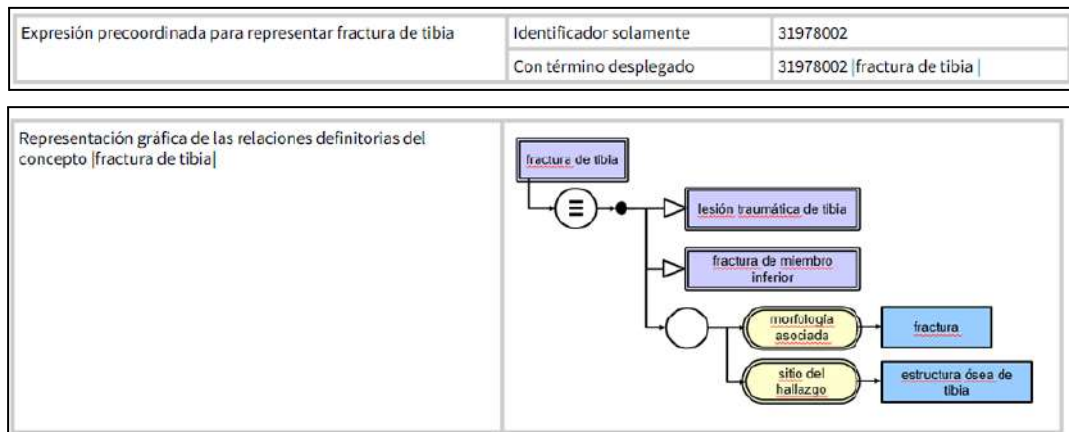 Expresión precoordinada para representar fractura de tibia
Identificador solamente
31978002
Con término desplegado
31978002 |fractura de tibia |
Representación gráfica de las relaciones definitorias del
concepto |fractura de tibia|
fractura de tibia
lesión traumática de tibia
fractura de miembro
inferior
morfología
asociada
fractura
sitio del
hallazgo
estructura ósea de
tibia